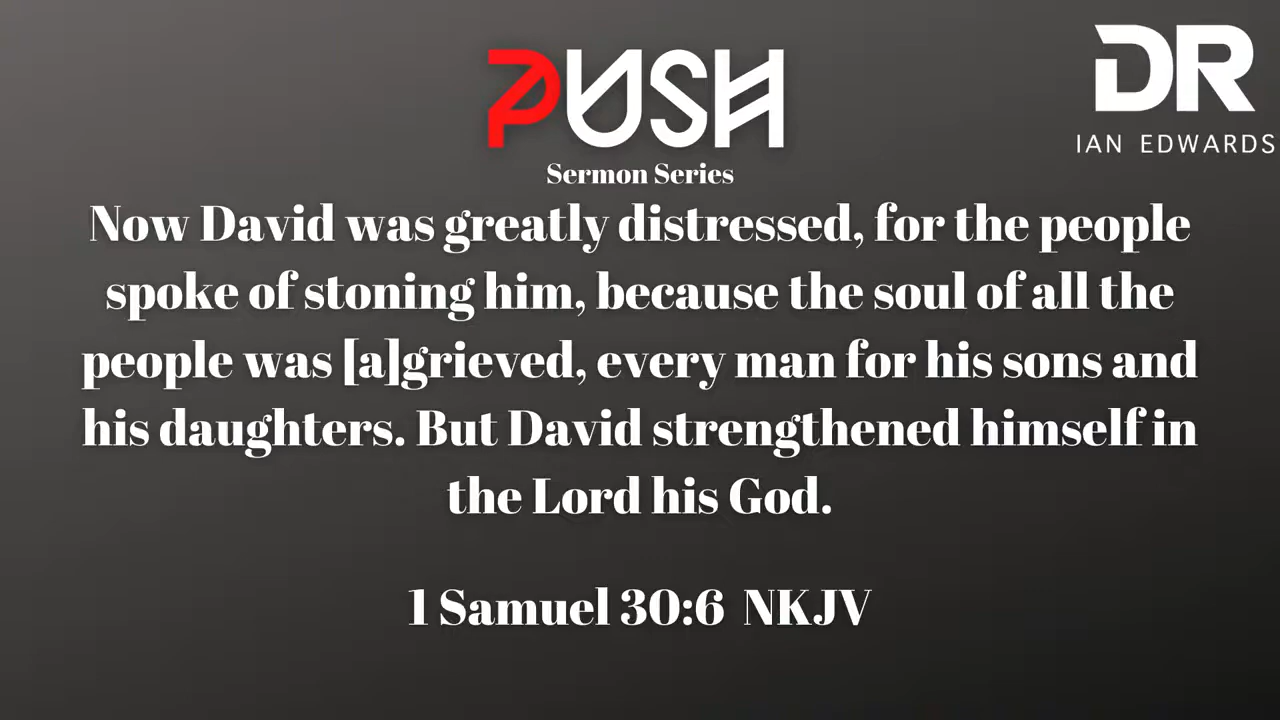 PUSH
DR
IAN EDWARDS
Sermon Series
Now David was greatly distressed, for the people
spoke of stoning him, because the soul of all the
people was [a]grieved, every man for his sons and
his daughters. But David strengthened himself in
the Lord his God.
1 Samuel 30:6 NKJV